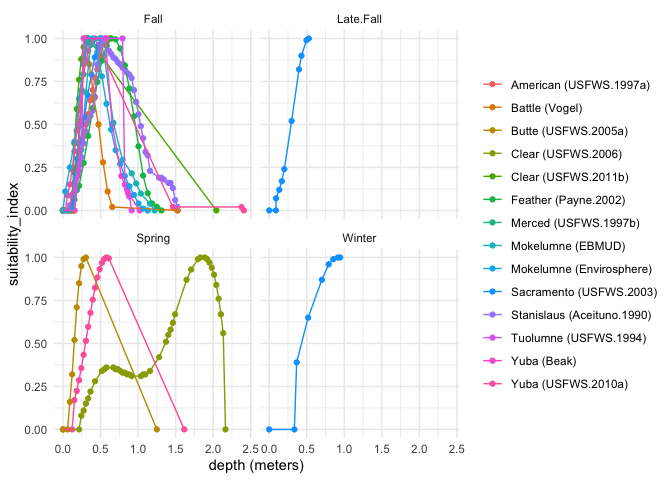 Fall
Late.Fall
1.00
0.75
0.50
0.25
0.00
Spring
Winter
1.00
0.75
0.50
0.25
0.00
0.0 0.5 1.0 1.5 2.0 2.5 0.0 0.5 1.0 1.5 2.0 2.5
depth (meters)
suitability_index
American (USFWS.1997a)
Battle (Vogel)
Butte (USFWS.2005a)
Clear (USFWS.2006)
Clear (USFWS.2011b)
Feather (Payne.2002)
Merced (USFWS.1997b)
Mokelumne (EBMUD)
Mokelumne (Envirosphere)
Sacramento (USFWS.2003)
Stanislaus (Aceituno.1990)
Tuolumne (USFWS.1994)
Yuba (Beak)
Yuba (USFWS.2010a)